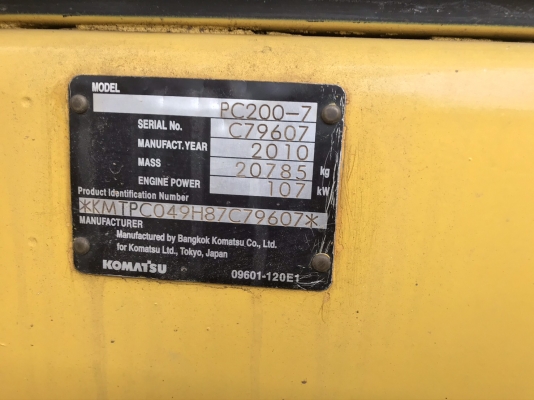 MODEL
PC200-7
SERIAL No. C79607
MANUFACT. YEAR 2010
MASS 20785 kg
ENGINE POWER 107 kW
Product Identification Number
*KMTPC049H87C79607*
MANUFACTURER
Manufactured by Bangkok Komatsu Co., Ltd.
for Komatsu Ltd., Tokyo, Japan
KOMATSU 09601-120E1